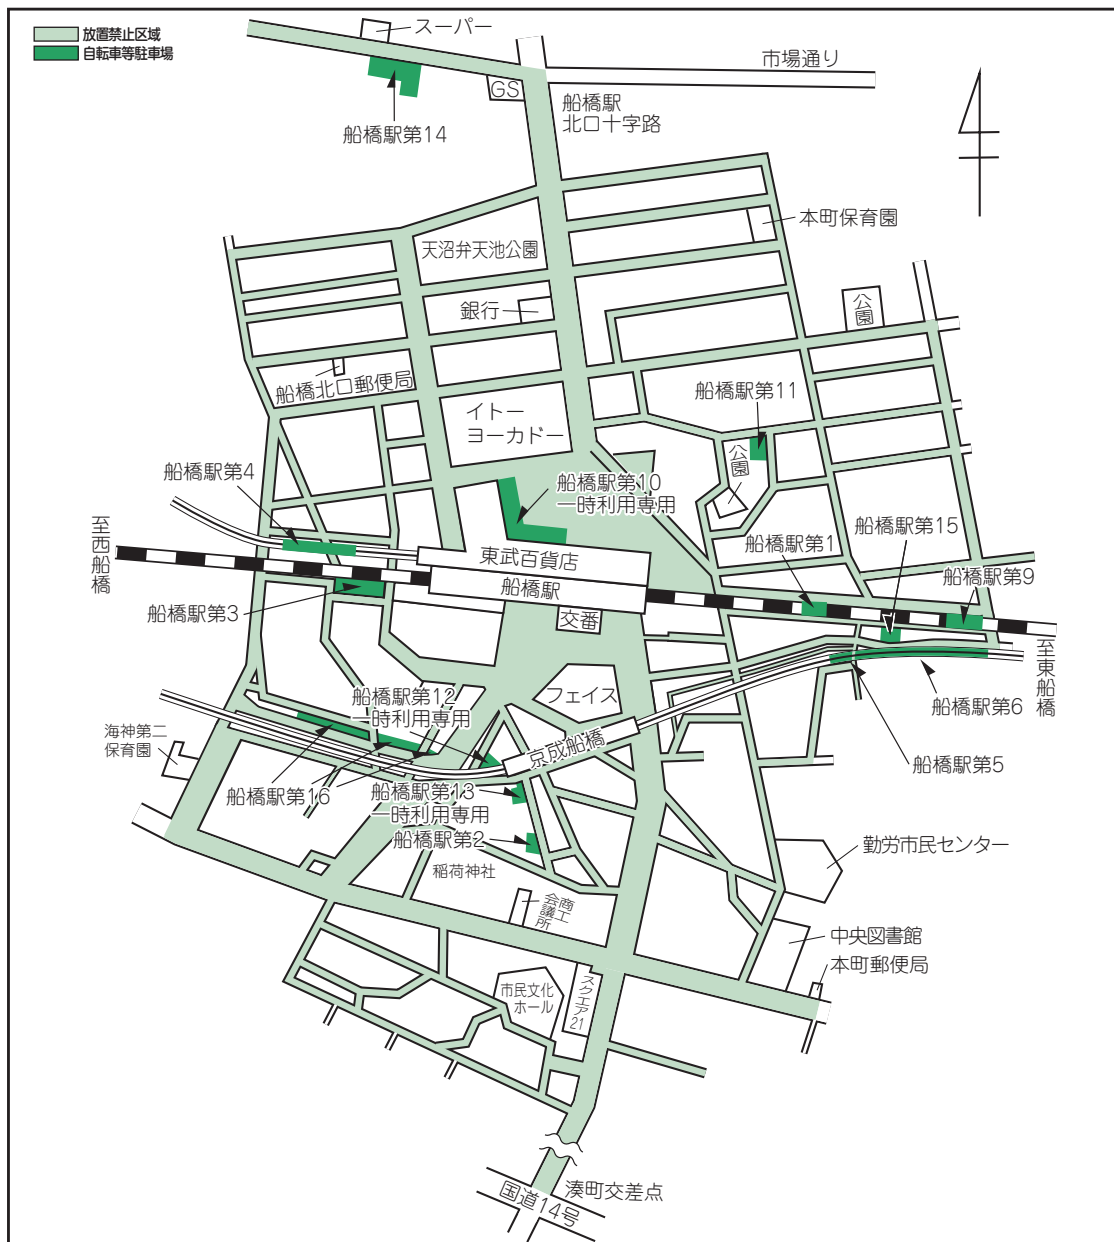 放置禁止区域
自転車等駐車場
スーパー
市場通り
GS
船橋駅
北口十字路
船橋駅第14
本町保育園
天沼弁天池公園
公園
銀行
船橋北口郵便局
イトー
ヨーカドー
船橋駅第11
公園
船橋駅第4
船橋駅第10
一時利用専用
船橋駅第15
至西船橋
東武百貨店
船橋駅第1
船橋駅第9
船橋駅
船橋駅第3
交番
至東船橋
船橋駅第12
一時利用専用
フェイス
船橋駅第6
海神第二
保育園
京成船橋
船橋駅第5
船橋駅第16
船橋駅第13
一時利用専用
船橋駅第2
勤労市民センター
稲荷神社
商工
会議所
中央図書館
本町郵便局
市民文化
ホール
スクエア21
湊町交差点
国道14号